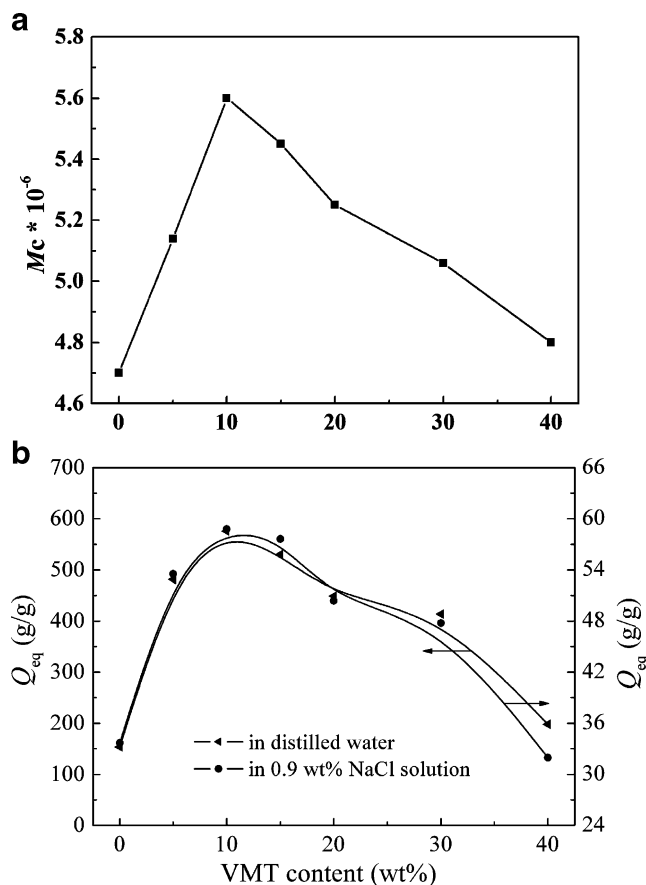 a
5.8
5.6
5.4
5.2
5.0
4.8
4.6
Mc * 10⁻⁶
0 10 20 30 40
b
700 66
600 60
500 54
400 48
300 42
200 36
100 30
0 24
Qeq (g/g)
Qeq (g/g)
in distilled water
in 0.9 wt% NaCl solution
0 10 20 30 40
VMT content (wt%)